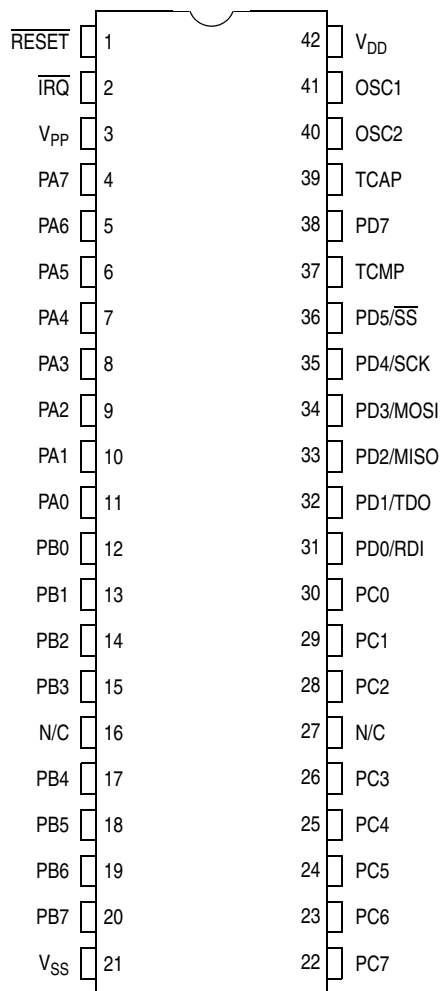 RESET 1 42 VDD
IRQ 2 41 OSC1
VPP 3 40 OSC2
PA7 4 39 TCAP
PA6 5 38 PD7
PA5 6 37 TCMP
PA4 7 36 PD5/SS
PA3 8 35 PD4/SCK
PA2 9 34 PD3/MOSI
PA1 10 33 PD2/MISO
PA0 11 32 PD1/TDO
PB0 12 31 PD0/RDI
PB1 13 30 PC0
PB2 14 29 PC1
PB3 15 28 PC2
N/C 16 27 N/C
PB4 17 26 PC3
PB5 18 25 PC4
PB6 19 24 PC5
PB7 20 23 PC6
VSS 21 22 PC7